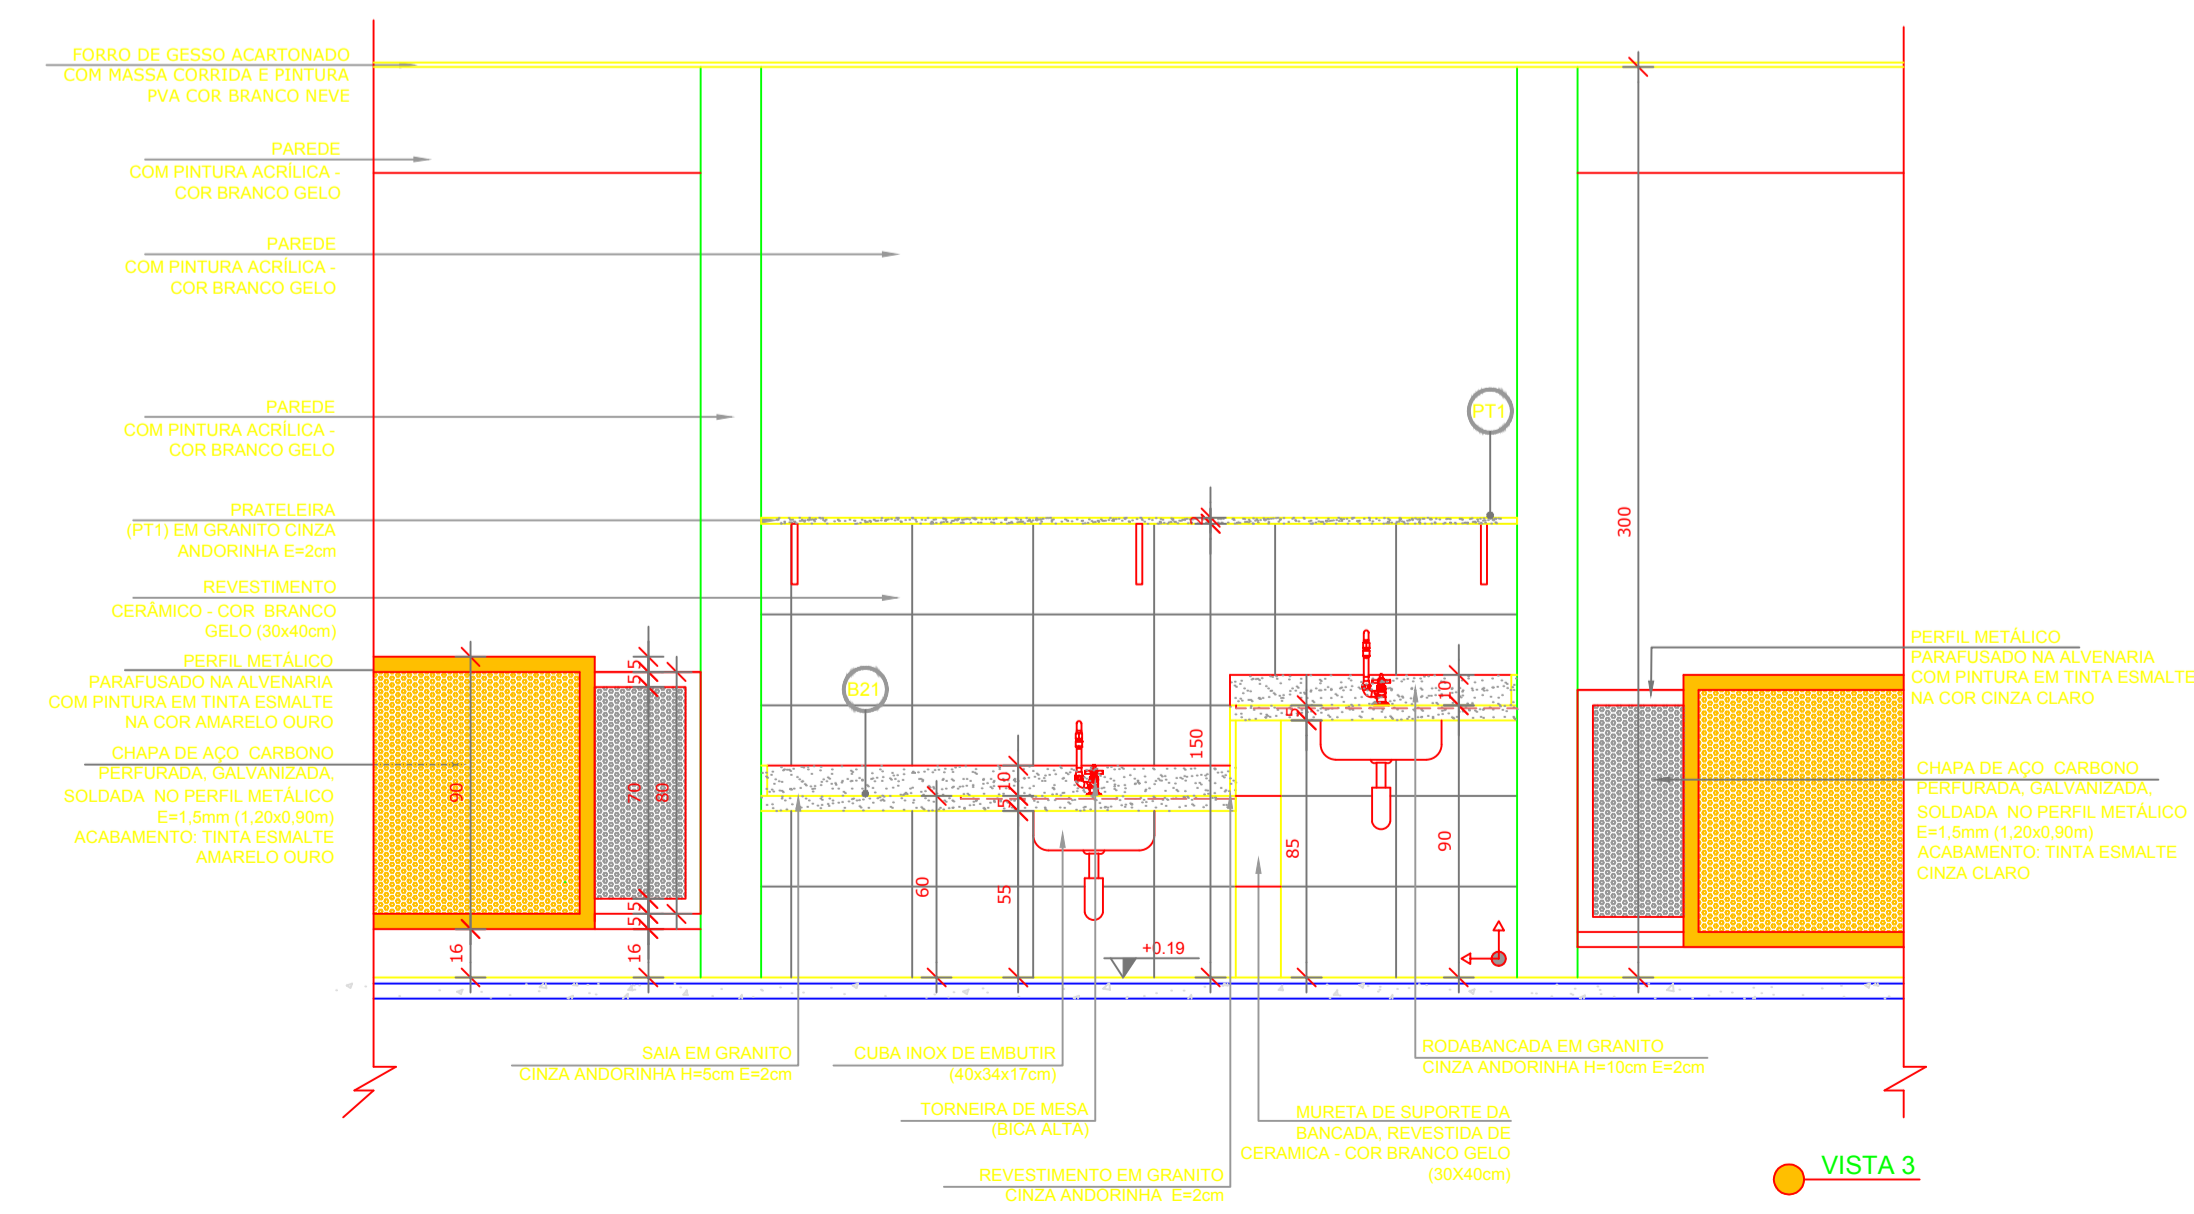 FORRO DE GESSO ACARTONADO
COM MASSA CORRIDA E PINTURA
PVA COR BRANCO NEVE
PAREDE
COM PINTURA ACRÍLICA -
COR BRANCO GELO
PAREDE
COM PINTURA ACRÍLICA -
COR BRANCO GELO
PAREDE
COM PINTURA ACRÍLICA -
COR BRANCO GELO
PRATELEIRA
(PT1) EM GRANITO CINZA
ANDORINHA E=2cm
REVESTIMENTO
CERÂMICO - COR BRANCO
GELO (30x40cm)
PERFIL METÁLICO
PARAFUSADO NA ALVENARIA
COM PINTURA EM TINTA ESMALTE
NA COR AMARELO OURO
CHAPA DE AÇO CARBONO
PERFURADA, GALVANIZADA,
SOLDADA NO PERFIL METÁLICO
E=1,5mm (1,20x0,90m)
ACABAMENTO: TINTA ESMALTE
AMARELO OURO
90
16
5
5
70
80
5
5
16
B21
PT1
2
150
10
5
60
55
10
5
85
90
300
+0.19
PERFIL METÁLICO
PARAFUSADO NA ALVENARIA
COM PINTURA EM TINTA ESMALTE
NA COR CINZA CLARO
CHAPA DE AÇO CARBONO
PERFURADA, GALVANIZADA,
SOLDADA NO PERFIL METÁLICO
E=1,5mm (1,20x0,90m)
ACABAMENTO: TINTA ESMALTE
CINZA CLARO
SAIA EM GRANITO
CINZA ANDORINHA H=5cm E=2cm
CUBA INOX DE EMBUTIR
(40x34x17cm)
TORNEIRA DE MESA
(BICA ALTA)
REVESTIMENTO EM GRANITO
CINZA ANDORINHA E=2cm
RODABANCADA EM GRANITO
CINZA ANDORINHA H=10cm E=2cm
MURETA DE SUPORTE DA
BANCADA, REVESTIDA DE
CERAMICA - COR BRANCO GELO
(30X40cm)
VISTA 3